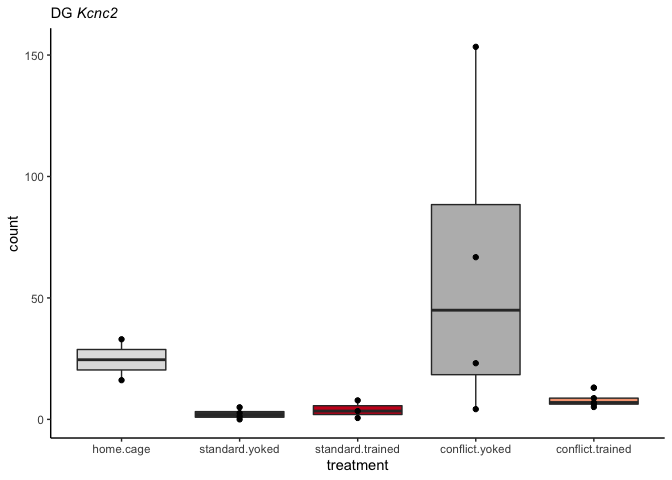 DG Kcnc2
count
150
100
50
0
home.cage standard.yoked standard.trained conflict.yoked conflict.trained
treatment